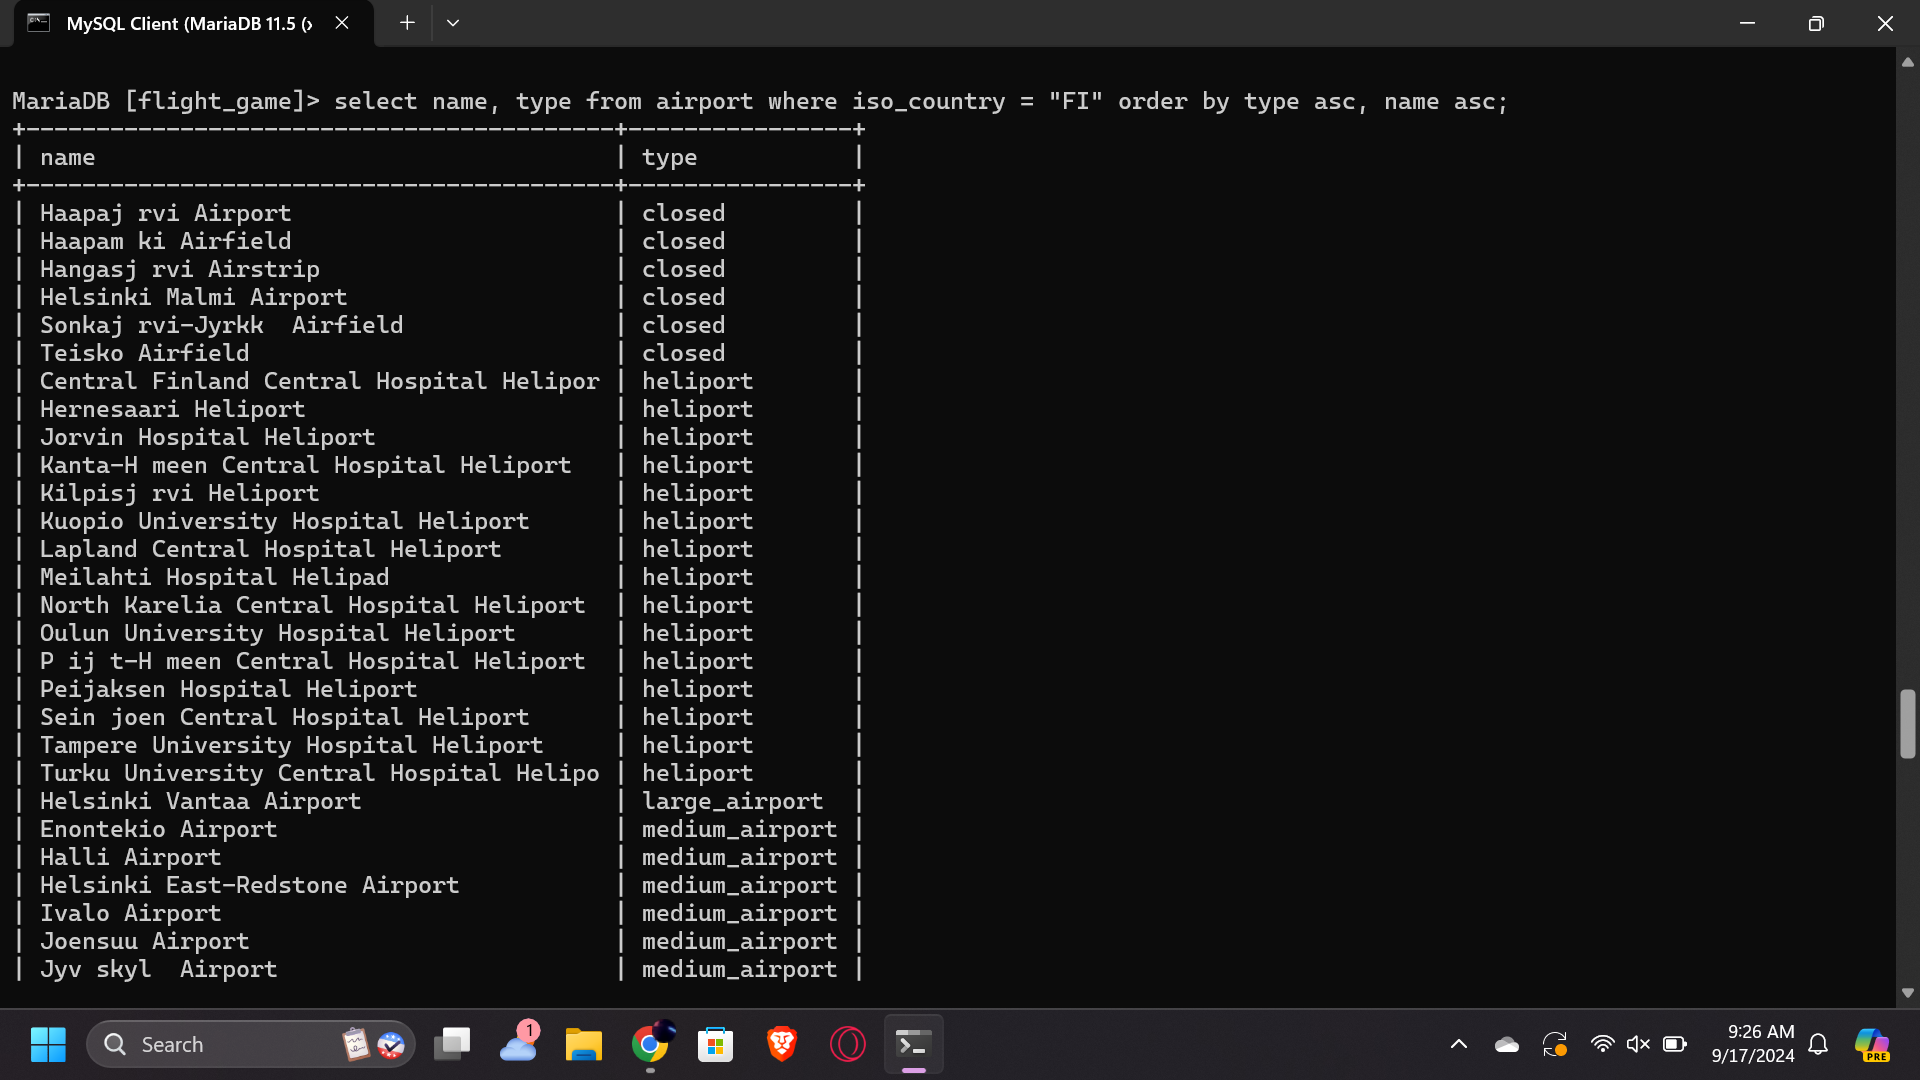 MySQL Client (MariaDB 11.5 (x
MariaDB [flight_game]> select name, type from airport where iso_country = "FI" order by type asc, name asc;
+------------------------------------------+----------------+
| name | type |
+------------------------------------------+----------------+
| Haapaj rvi Airport | closed |
| Haapam ki Airfield | closed |
| Hangasj rvi Airstrip | closed |
| Helsinki Malmi Airport | closed |
| Sonkaj rvi-Jyrkk  Airfield | closed |
| Teisko Airfield | closed |
| Central Finland Central Hospital Helipor | heliport |
| Hernesaari Heliport | heliport |
| Jorvin Hospital Heliport | heliport |
| Kanta-H meen Central Hospital Heliport | heliport |
| Kilpisj rvi Heliport | heliport |
| Kuopio University Hospital Heliport | heliport |
| Lapland Central Hospital Heliport | heliport |
| Meilahti Hospital Helipad | heliport |
| North Karelia Central Hospital Heliport | heliport |
| Oulun University Hospital Heliport | heliport |
| P ij t-H meen Central Hospital Heliport | heliport |
| Peijaksen Hospital Heliport | heliport |
| Sein joen Central Hospital Heliport | heliport |
| Tampere University Hospital Heliport | heliport |
| Turku University Central Hospital Helipo | heliport |
| Helsinki Vantaa Airport | large_airport |
| Enontekio Airport | medium_airport |
| Halli Airport | medium_airport |
| Helsinki East-Redstone Airport | medium_airport |
| Ivalo Airport | medium_airport |
| Joensuu Airport | medium_airport |
| Jyv skyl  Airport | medium_airport |
Search
1
9:26 AM
9/17/2024
PRE